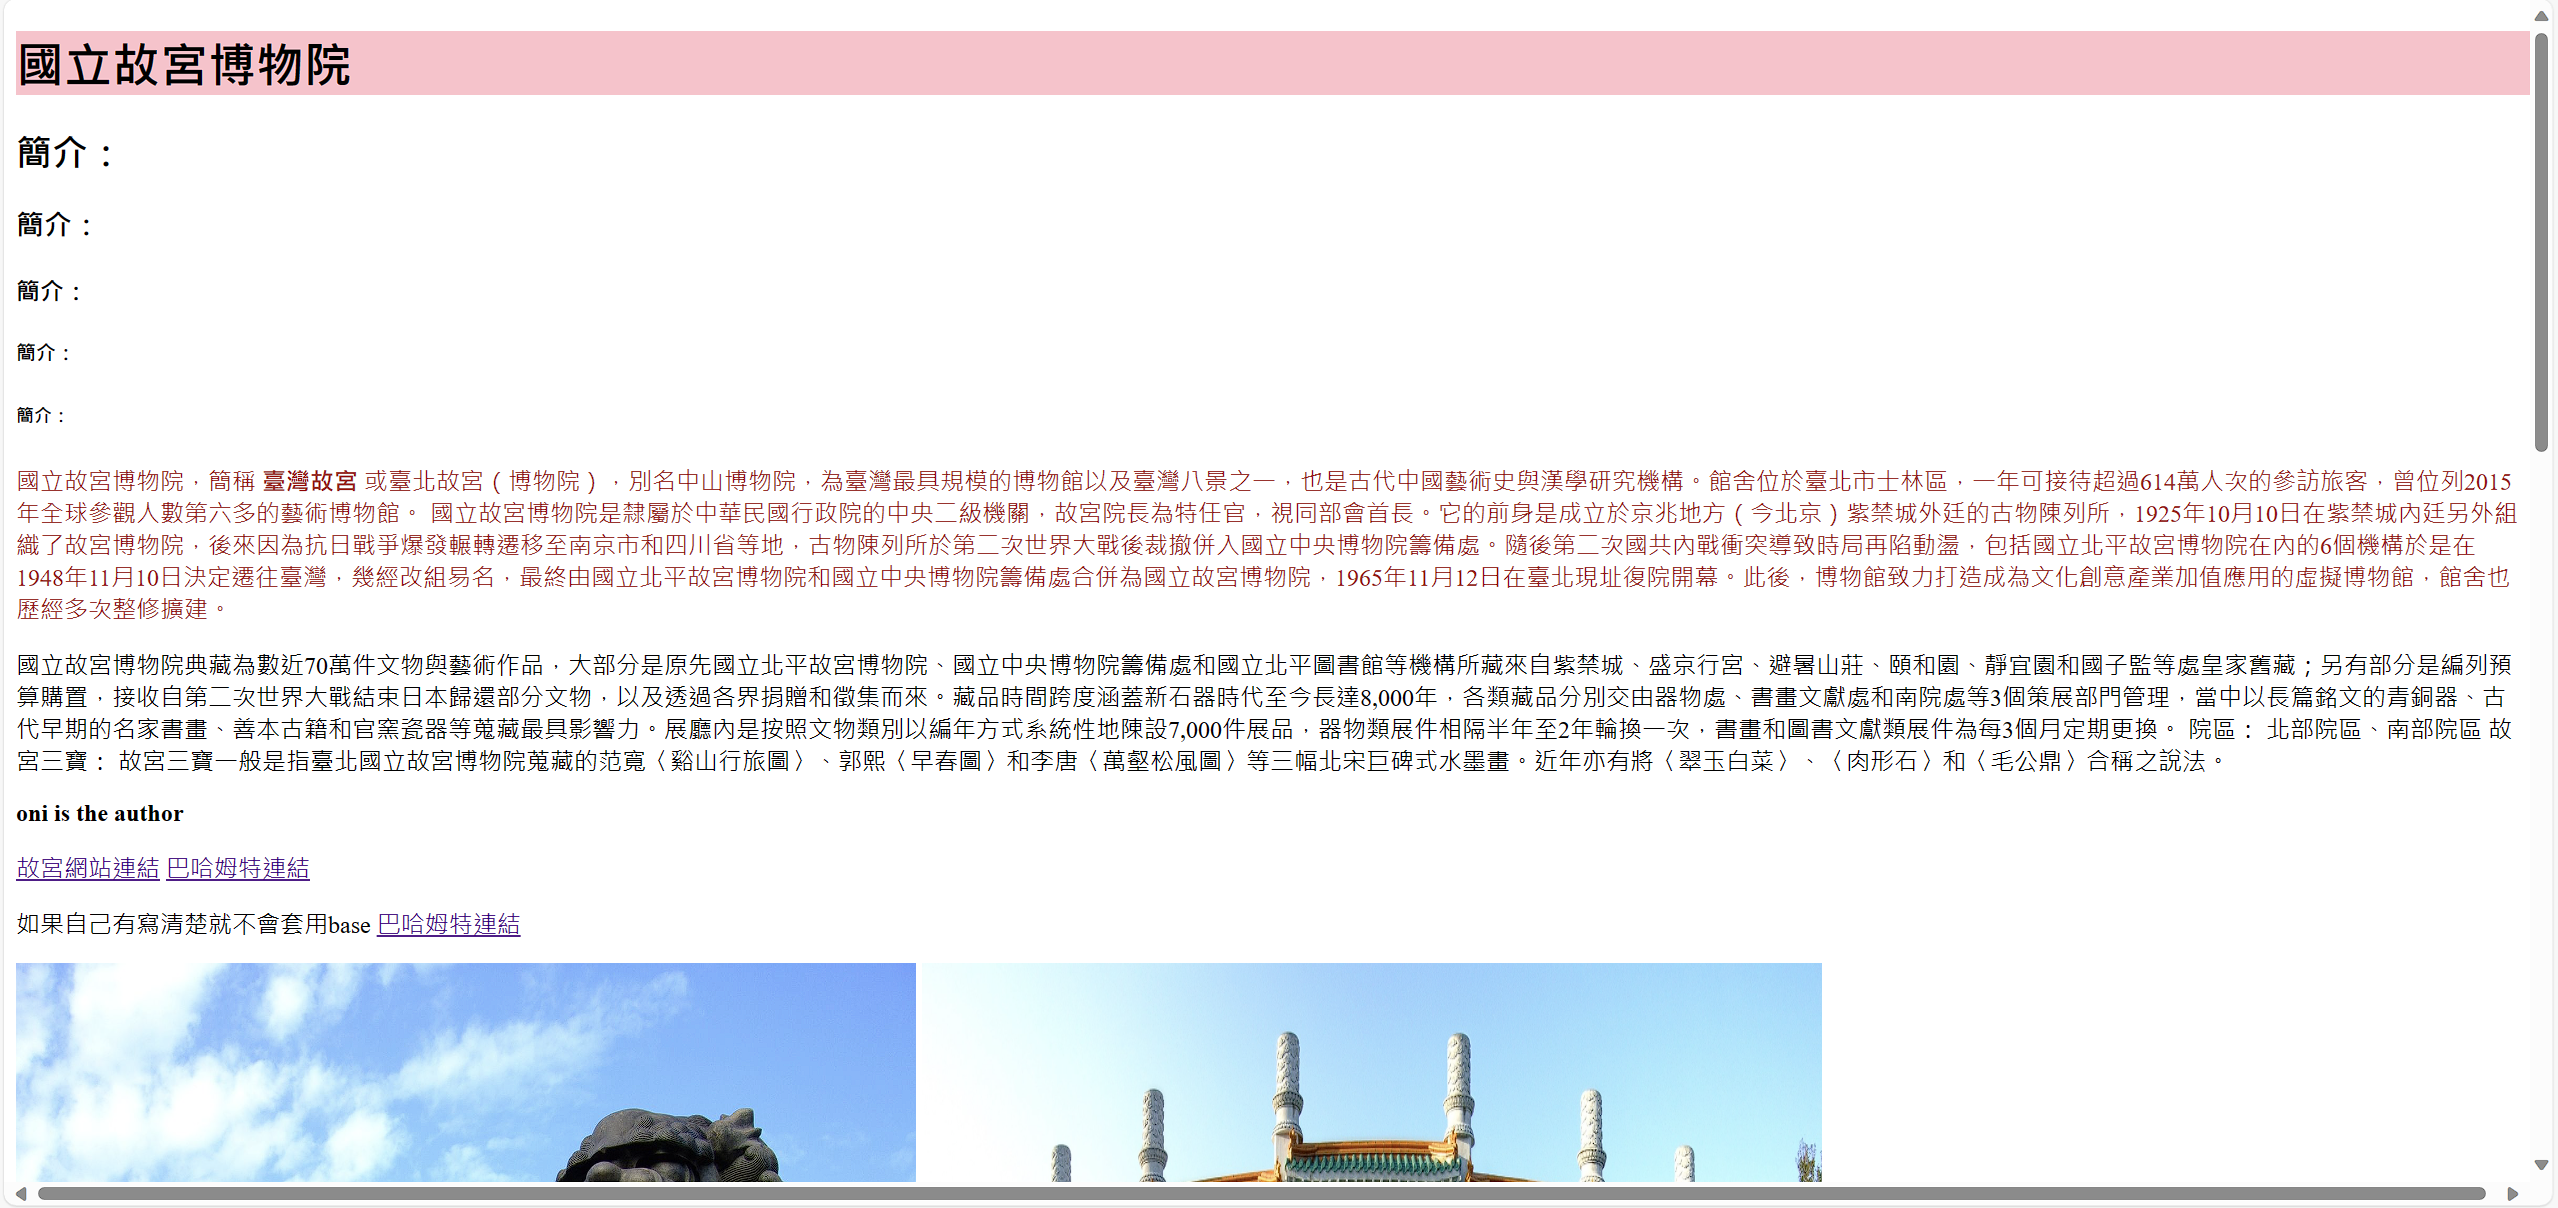 國立故宮博物院
簡介：
簡介：
簡介：
簡介：
簡介：
國立故宮博物院，簡稱 臺灣故宮 或臺北故宮（博物院），別名中山博物院，為臺灣最具規模的博物館以及臺灣八景之一，也是古代中國藝術史與漢學研究機構。館舍位於臺北市士林區，一年可接待超過614萬人次的參訪旅客，曾位列2015
年全球參觀人數第六多的藝術博物館。 國立故宮博物院是隸屬於中華民國行政院的中央二級機關，故宮院長為特任官，視同部會首長。它的前身是成立於京兆地方（今北京）紫禁城外廷的古物陳列所，1925年10月10日在紫禁城內廷另外組
織了故宮博物院，後來因為抗日戰爭爆發輾轉遷移至南京市和四川省等地，古物陳列所於第二次世界大戰後裁撤併入國立中央博物院籌備處。隨後第二次國共內戰衝突導致時局再陷動盪，包括國立北平故宮博物院在內的6個機構於是在
1948年11月10日決定遷往臺灣，幾經改組易名，最終由國立北平故宮博物院和國立中央博物院籌備處合併為國立故宮博物院，1965年11月12日在臺北現址復院開幕。此後，博物館致力打造成為文化創意產業加值應用的虛擬博物館，館舍也
歷經多次整修擴建。
國立故宮博物院典藏為數近70萬件文物與藝術作品，大部分是原先國立北平故宮博物院、國立中央博物院籌備處和國立北平圖書館等機構所藏來自紫禁城、盛京行宮、避暑山莊、頤和園、靜宜園和國子監等處皇家舊藏；另有部分是編列預
算購置，接收自第二次世界大戰結束日本歸還部分文物，以及透過各界捐贈和徵集而來。藏品時間跨度涵蓋新石器時代至今長達8,000年，各類藏品分別交由器物處、書畫文獻處和南院處等3個策展部門管理，當中以長篇銘文的青銅器、古
代早期的名家書畫、善本古籍和官窯瓷器等蒐藏最具影響力。展廳內是按照文物類別以編年方式系統性地陳設7,000件展品，器物類展件相隔半年至2年輪換一次，書畫和圖書文獻類展件為每3個月定期更換。 院區： 北部院區、南部院區 故
宮三寶： 故宮三寶一般是指臺北國立故宮博物院蒐藏的范寬〈谿山行旅圖〉、郭熙〈早春圖〉和李唐〈萬壑松風圖〉等三幅北宋巨碑式水墨畫。近年亦有將〈翠玉白菜〉、〈肉形石〉和〈毛公鼎〉合稱之說法。
oni is the author
故宮網站連結 巴哈姆特連結
如果自己有寫清楚就不會套用base 巴哈姆特連結